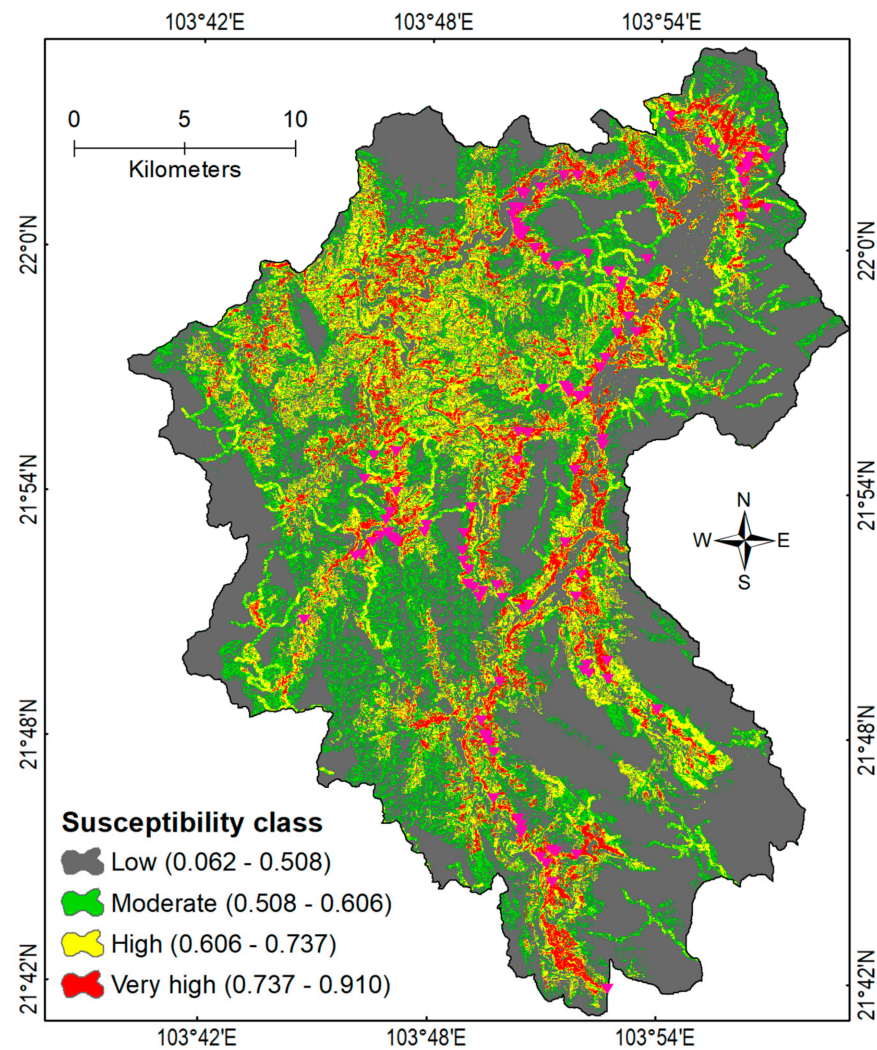 103°42'E 103°48'E 103°54'E
0 5 10
Kilometers
22°0'N 22°0'N
21°54'N 21°54'N
N
W E
S
21°48'N 21°48'N
Susceptibility class
Low (0.062 - 0.508)
Moderate (0.508 - 0.606)
High (0.606 - 0.737)
Very high (0.737 - 0.910)
21°42'N 21°42'N
103°42'E 103°48'E 103°54'E